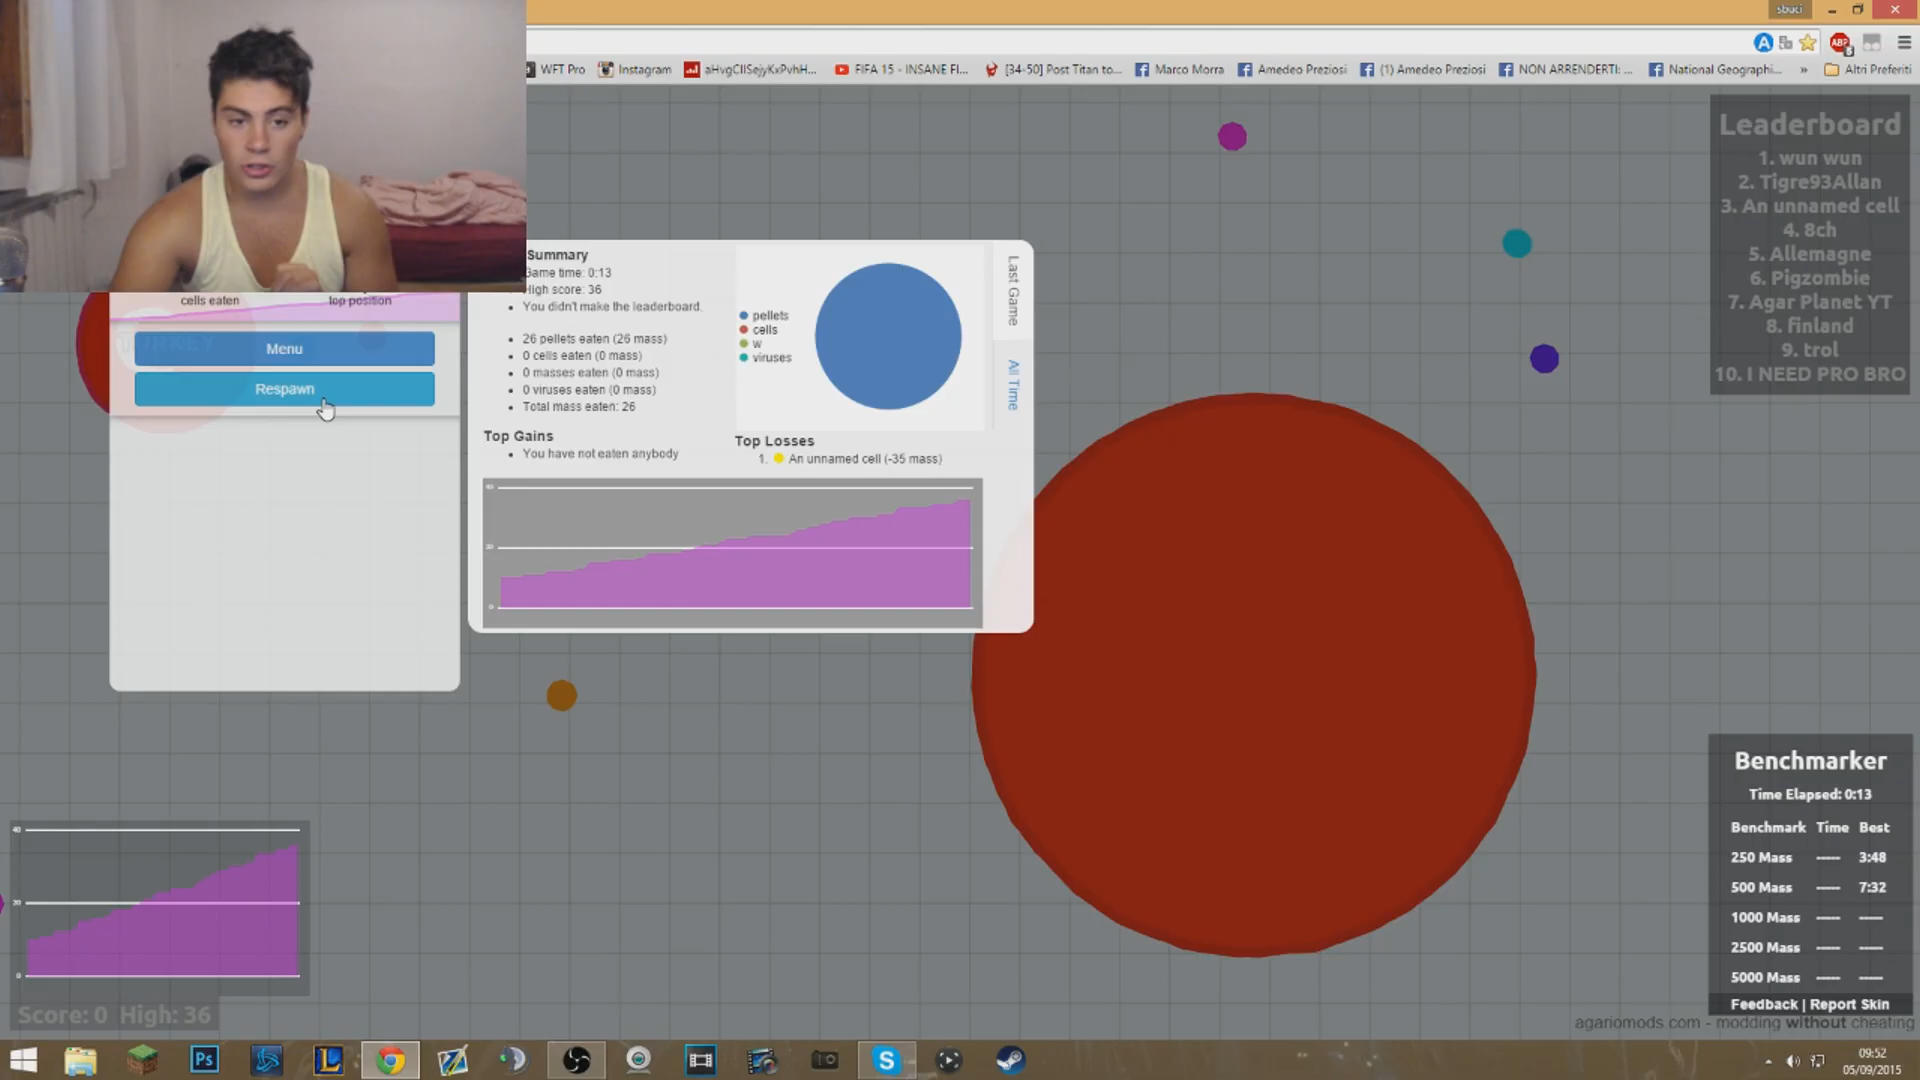 sbuci
WFT Pro
Instagram
aHvgCIISejyKxPvhH...
FIFA 15 - INSANE FI...
[34-50] Post Titan to...
Marco Morra
Amedeo Preziosi
(1) Amedeo Preziosi
NON ARRENDERTI: ...
National Geographi...
»
Altri Preferiti
Leaderboard
1. wun wun
2. Tigre93Allan
3. An unnamed cell
4. 8ch
5. Allemagne
6. Pigzombie
7. Agar Planet YT
8. finland
9. trol
10. I NEED PRO BRO
cells eaten
top position
Menu
Respawn
Summary
Game time: 0:13
High score: 36
You didn't make the leaderboard.
26 pellets eaten (26 mass)
0 cells eaten (0 mass)
0 masses eaten (0 mass)
0 viruses eaten (0 mass)
Total mass eaten: 26
pellets
cells
w
viruses
Last Game
All Time
Top Gains
You have not eaten anybody
Top Losses
1. An unnamed cell (-35 mass)
40
20
0
Benchmarker
Time Elapsed: 0:13
Benchmark Time Best
250 Mass ----- 3:48
500 Mass ----- 7:32
1000 Mass ----- -----
2500 Mass ----- -----
5000 Mass ----- -----
Feedback | Report Skin
agariomods.com - modding without cheating
40
20
0
Score: 0 High: 36
09:52
05/09/2015